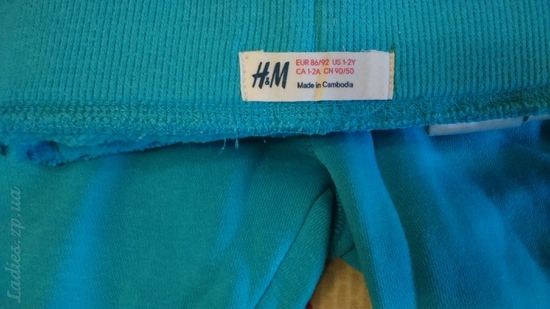 H&M
EUR 86/92 US 1-2Y
CA 1-2A CN 90/50
Made in Cambodia
Ladies.zp.ua